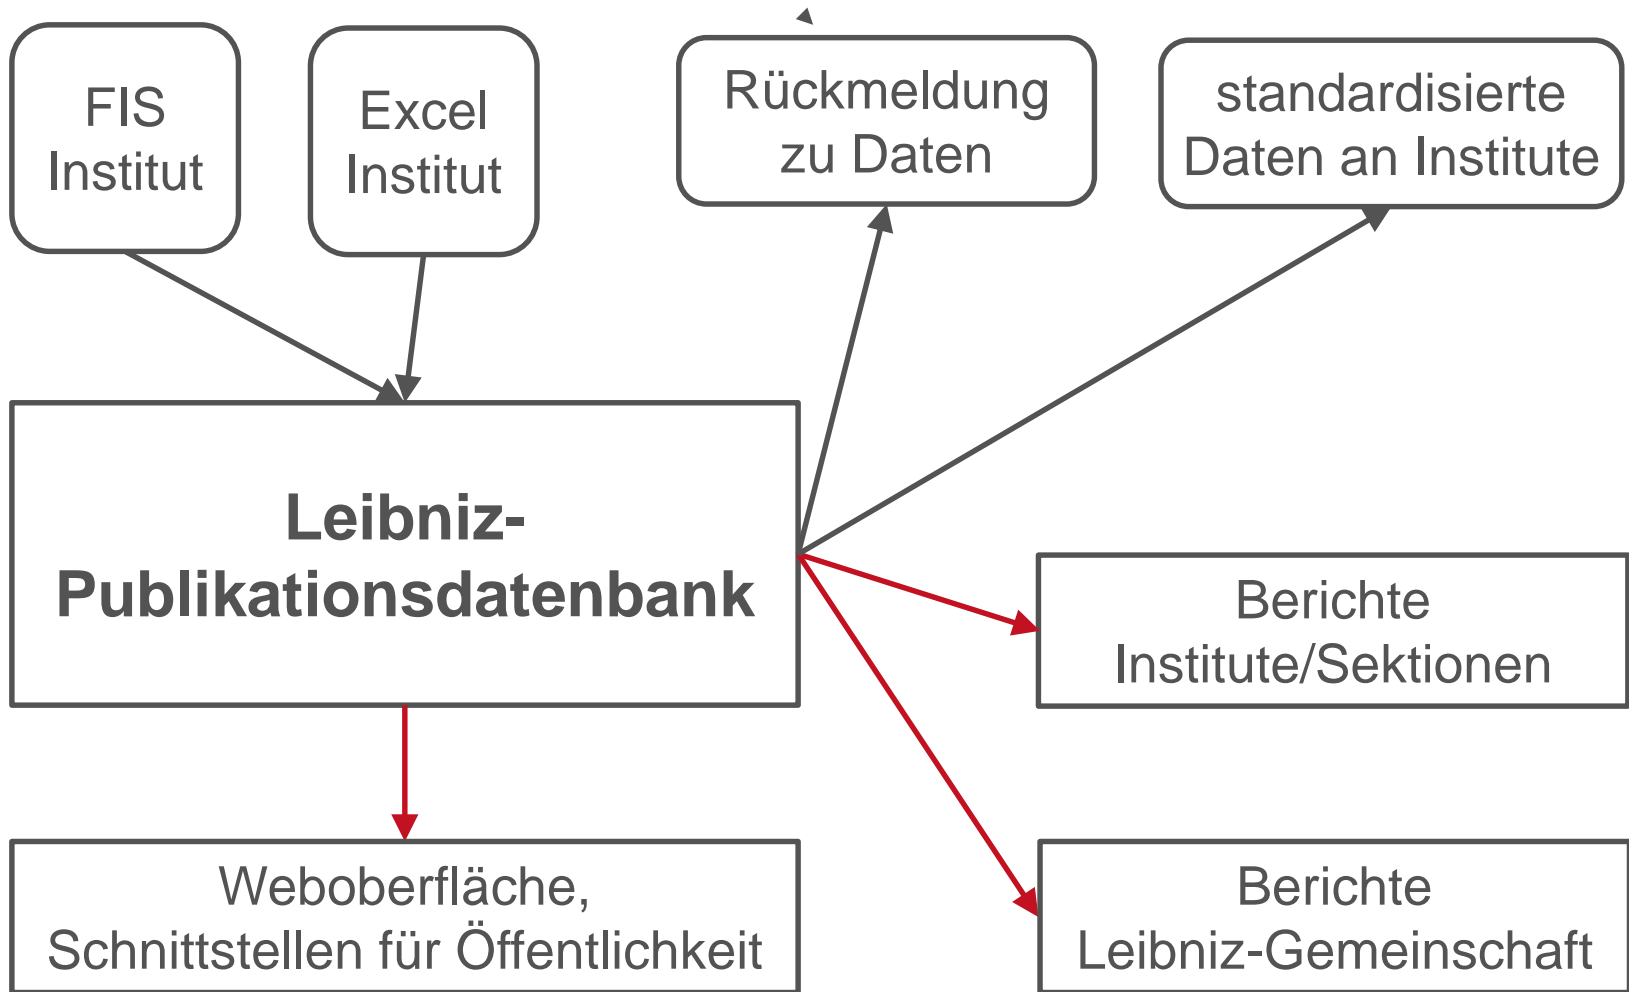 FIS
Institut
Excel
Institut
Rückmeldung
zu Daten
standardisierte
Daten an Institute
Leibniz-
Publikationsdatenbank
Berichte
Institute/Sektionen
Weboberfläche,
Schnittstellen für Öffentlichkeit
Berichte
Leibniz-Gemeinschaft